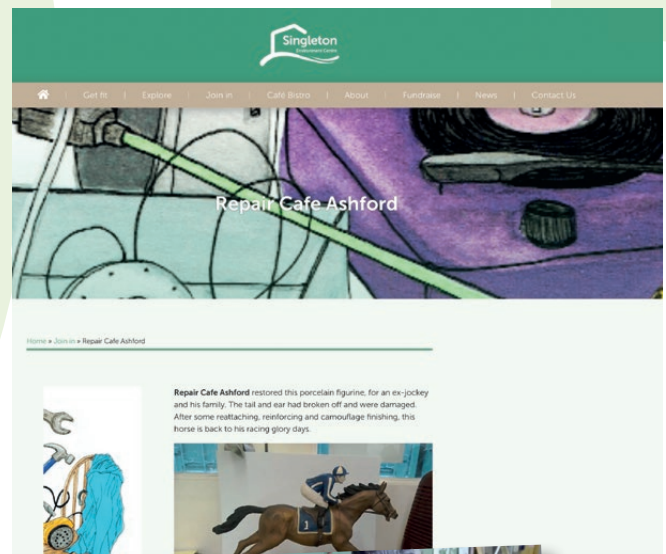 Singleton
Environment Centre
Get fit | Explore | Join in | Café Bistro | About | Fundraise | News | Contact Us
Repair Cafe Ashford
Home » Join in » Repair Cafe Ashford
Repair Cafe Ashford restored this porcelain figurine, for an ex-jockey
and his family. The tail and ear had broken off and were damaged.
After some reattaching, reinforcing and camouflage finishing, this
horse is back to his racing glory days.
1